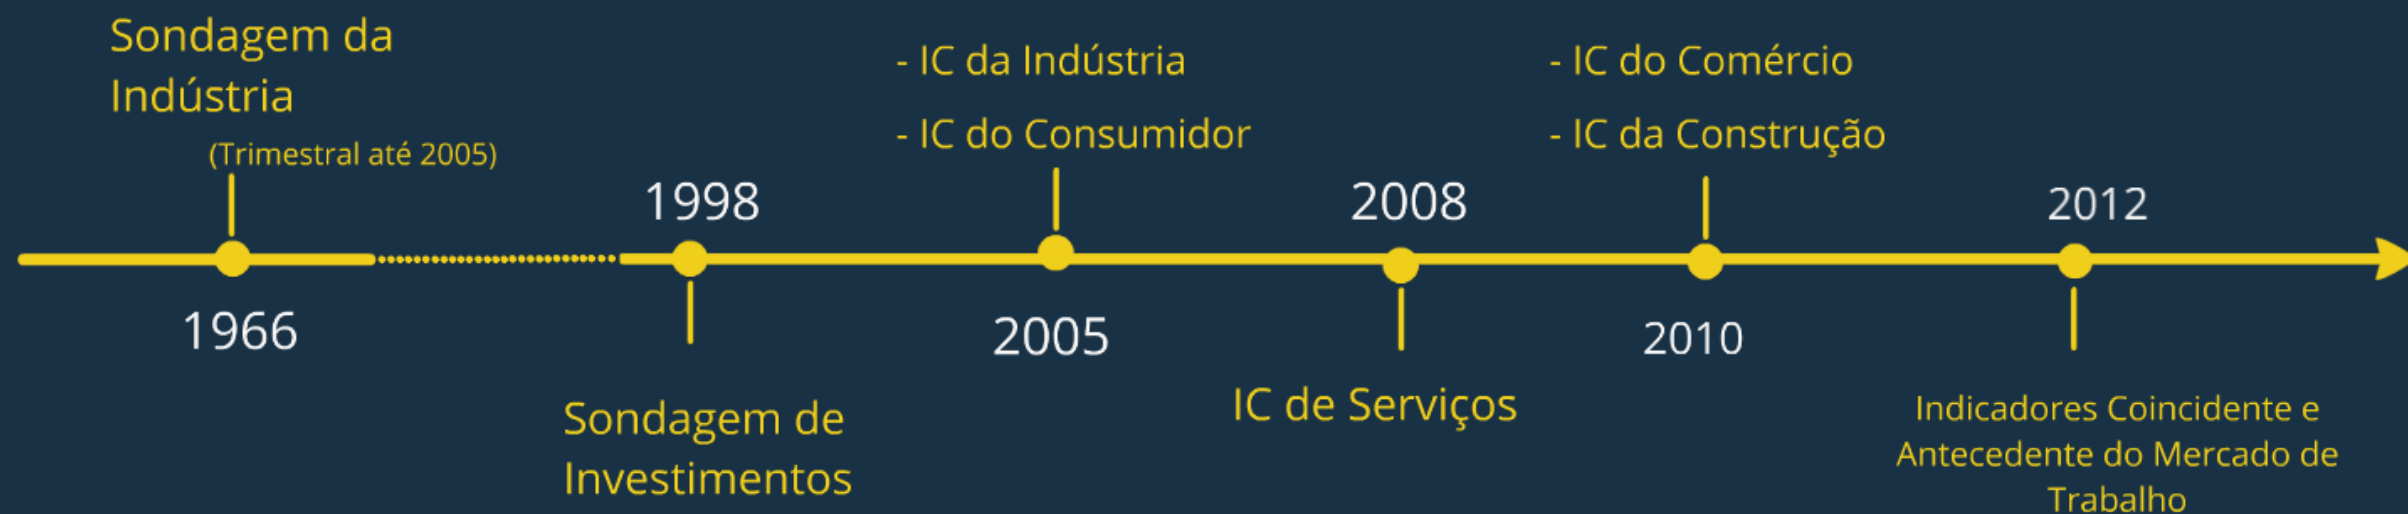 Sondagem da
Indústria
(Trimestral até 2005)
1966
1998
Sondagem de
Investimentos
- IC da Indústria
- IC do Consumidor
2005
2008
IC de Serviços
- IC do Comércio
- IC da Construção
2010
2012
Indicadores Coincidente e
Antecedente do Mercado de
Trabalho